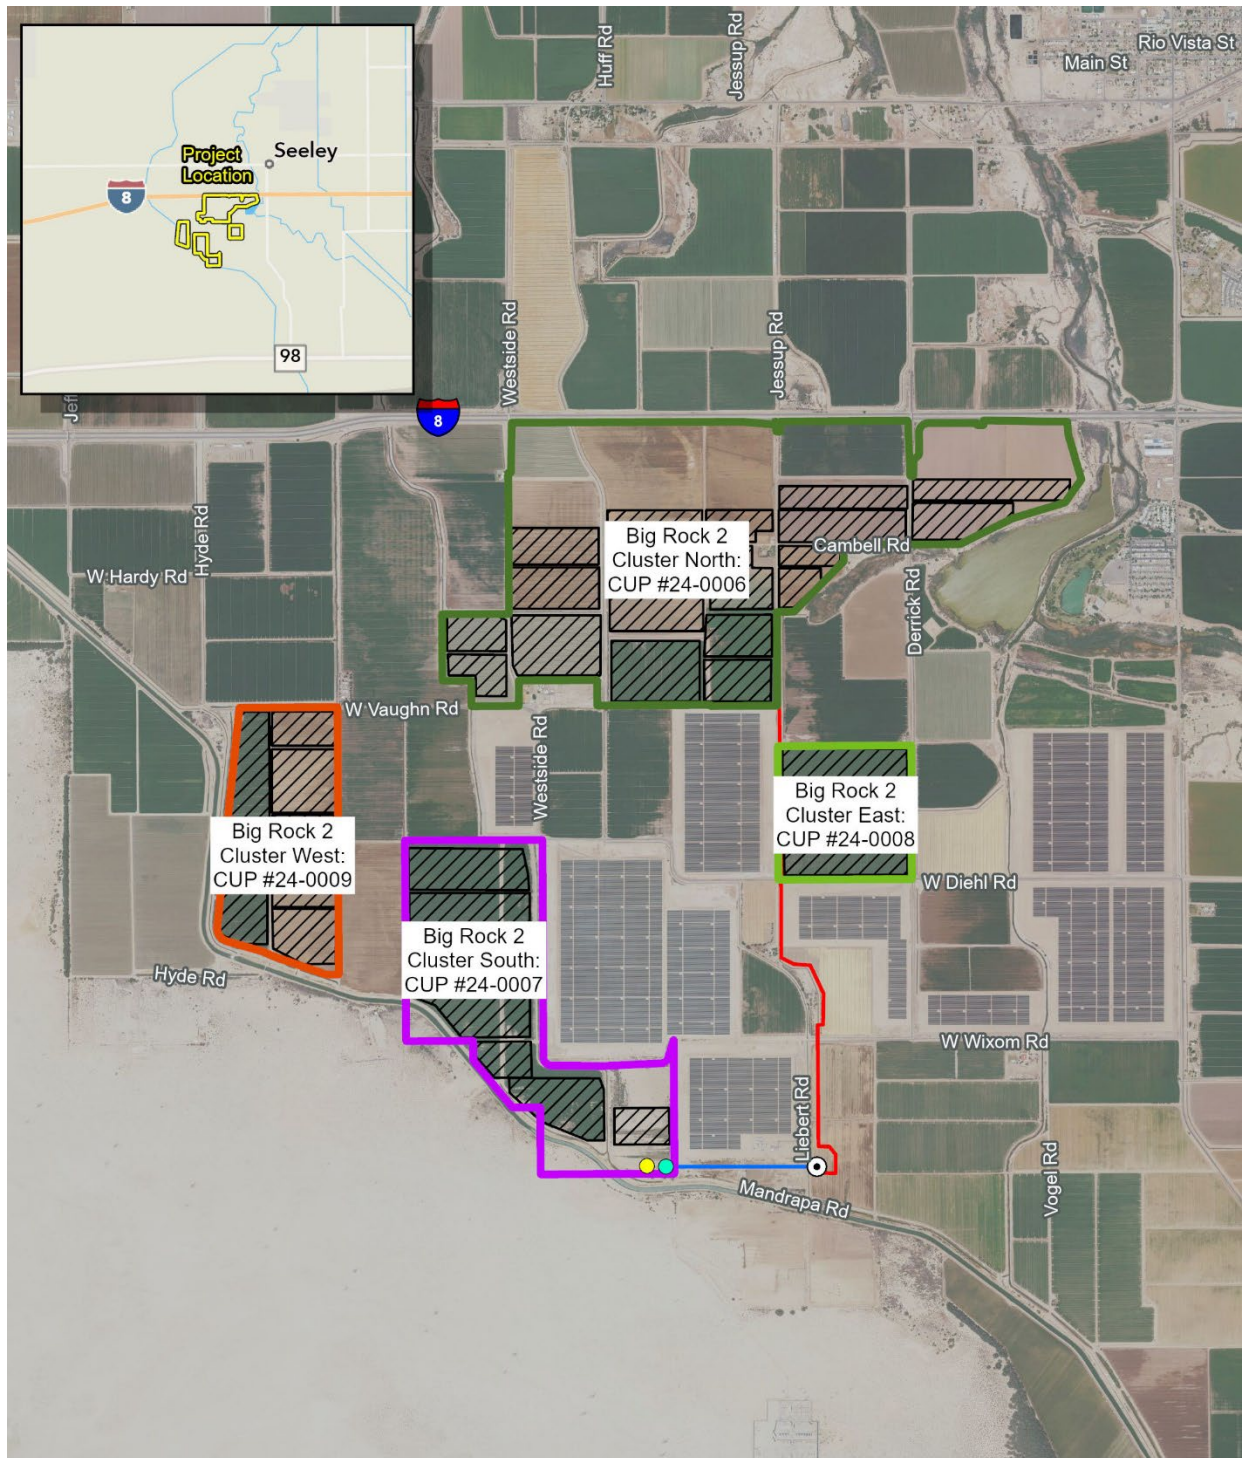 Rio Vista St
Main St
Huff Rd
Jessup Rd
Seeley
Project
Location
8
98
Westside Rd
Jessup Rd
8
Hyde Rd
W Hardy Rd
Big Rock 2
Cluster North:
CUP #24-0006
Cambell Rd
Derrick Rd
W Vaughn Rd
Westside Rd
Big Rock 2
Cluster East:
CUP #24-0008
Big Rock 2
Cluster West:
CUP #24-0009
W Diehl Rd
Big Rock 2
Cluster South:
CUP #24-0007
Hyde Rd
W Wixom Rd
Liebert Rd
Mandrapa Rd
Vogel Rd